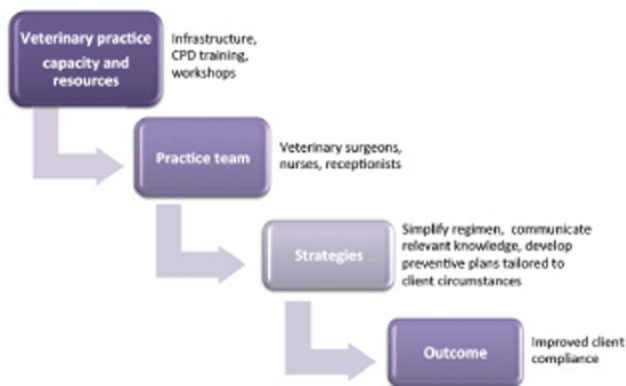 Veterinary practice
capacity and
resources
Infrastructure,
CPD training,
workshops
Practice team
Veterinary surgeons,
nurses, receptionists
Strategies
Simplify regimen, communicate
relevant knowledge, develop
preventive plans tailored to
client circumstances
Outcome
Improved client
compliance